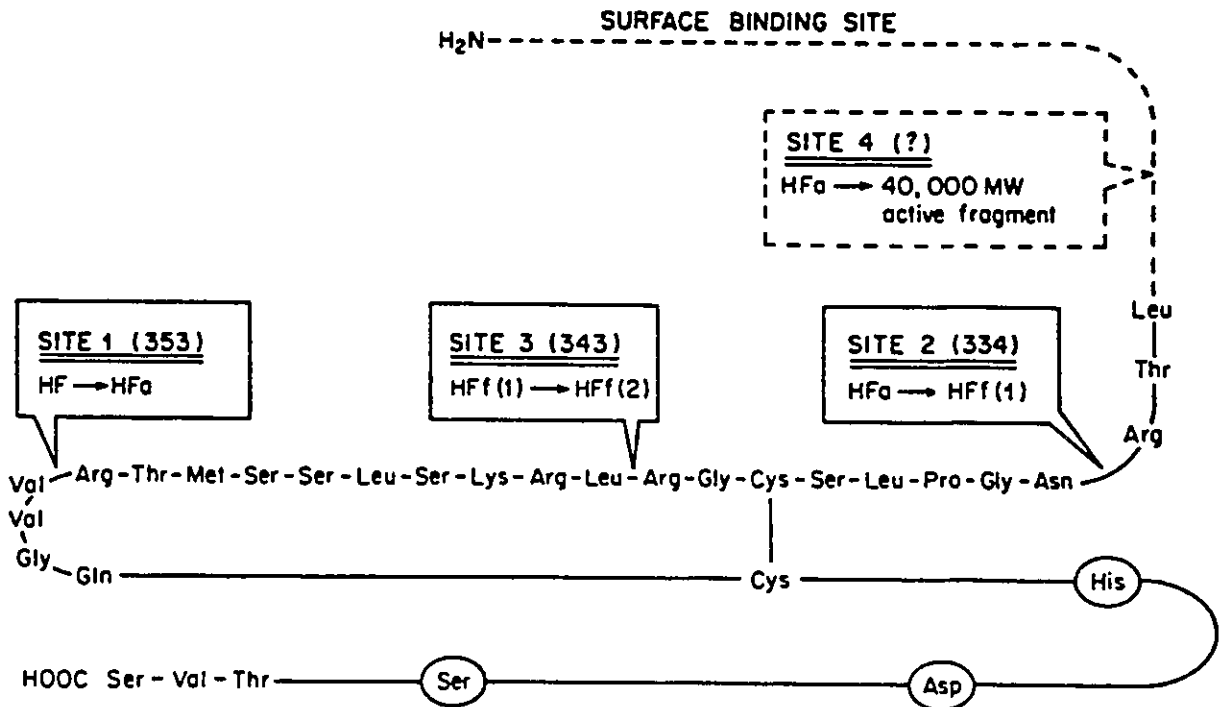 SURFACE BINDING SITE
H₂N
SITE 4 (?)
HFa → 40,000 MW
active fragment
Leu
Thr
Arg
SITE 1 (353)
HF → HFa
SITE 3 (343)
HFf(1) → HFf(2)
SITE 2 (334)
HFa → HFf(1)
Val Arg-Thr-Met-Ser-Ser-Leu-Ser-Lys-Arg-Leu-Arg-Gly-Cys-Ser-Leu-Pro-Gly-Asn
Val
Gly
Gln Cys His
HOOC Ser-Val-Thr Ser Asp